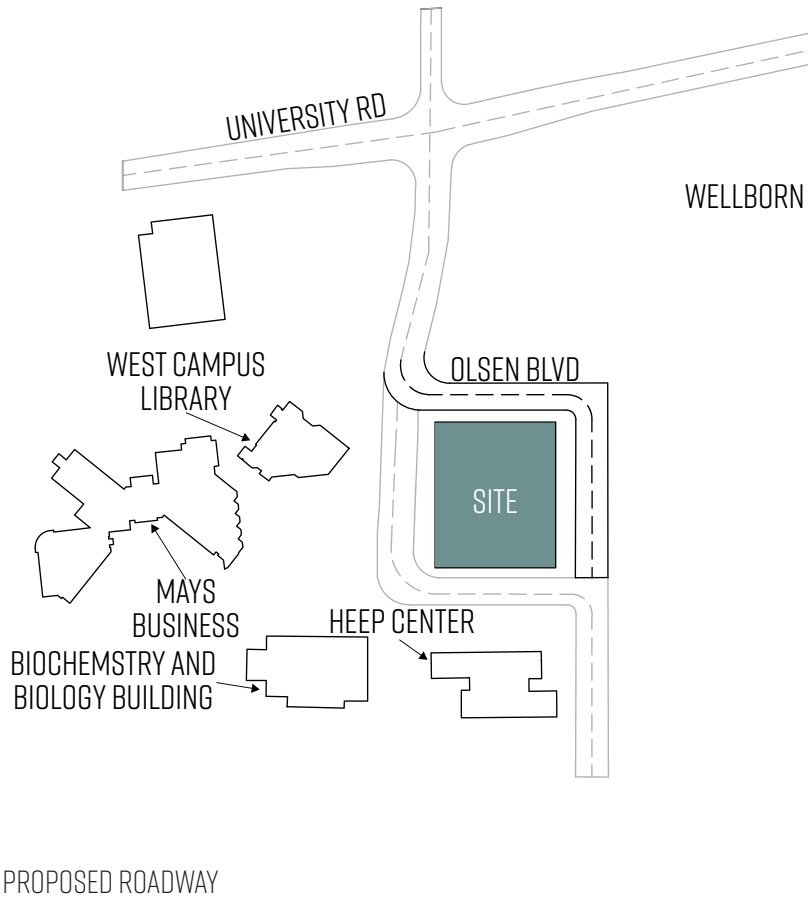 UNIVERSITY RD
WELLBORN
WEST CAMPUS
LIBRARY
OLSEN BLVD
SITE
MAYS
BUSINESS
HEEP CENTER
BIOCHEMSTRY AND
BIOLOGY BUILDING
PROPOSED ROADWAY